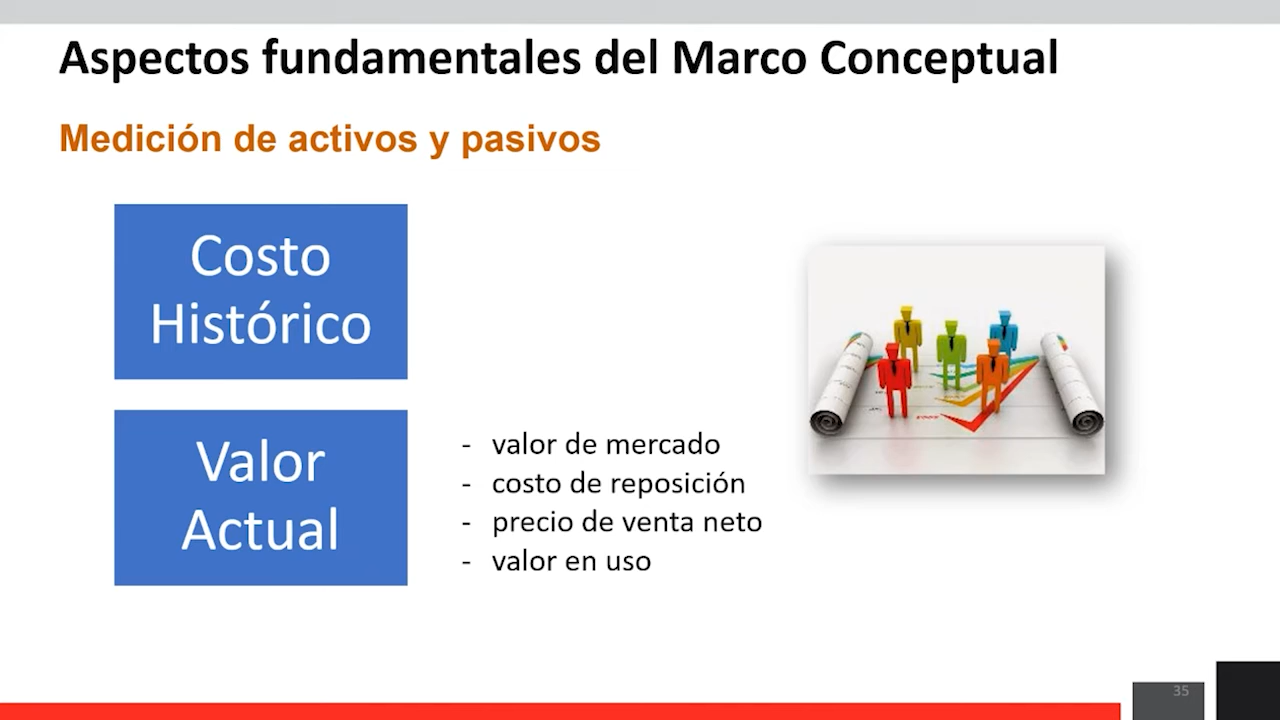 Aspectos fundamentales del Marco Conceptual
Medición de activos y pasivos
Costo
Histórico
Valor
Actual
- valor de mercado
- costo de reposición
- precio de venta neto
- valor en uso
35